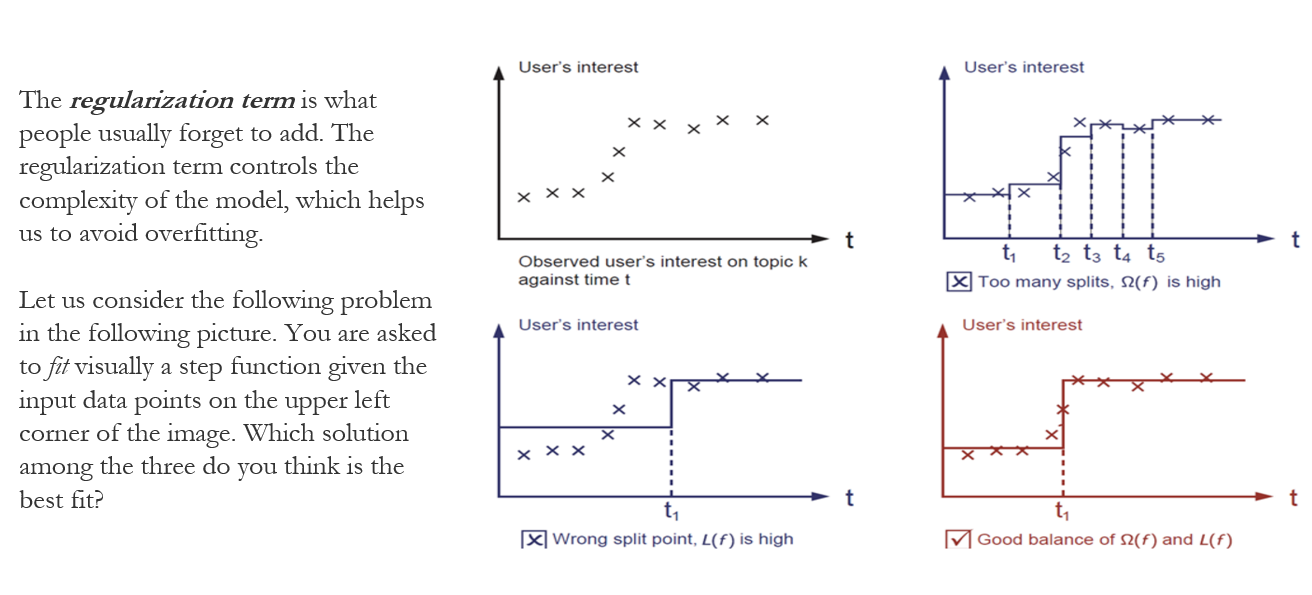 The regularization term is what
people usually forget to add. The
regularization term controls the
complexity of the model, which helps
us to avoid overfitting.
Let us consider the following problem
in the following picture. You are asked
to fit visually a step function given the
input data points on the upper left
corner of the image. Which solution
among the three do you think is the
best fit?
User's interest
t
Observed user's interest on topic k
against time t
User's interest
t
t₁ t₂ t₃ t₄ t₅
Too many splits, Ω(f) is high
User's interest
t
t₁
Wrong split point, L(f) is high
User's interest
t
t₁
Good balance of Ω(f) and L(f)